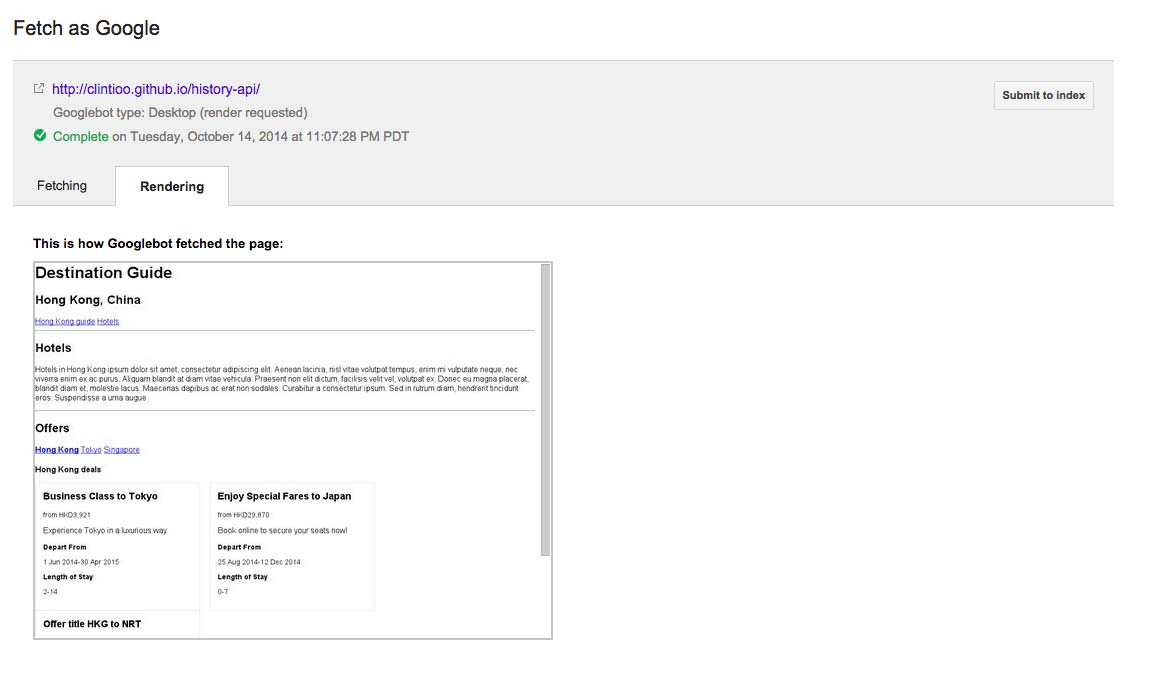 Fetch as Google
http://clintioo.github.io/history-api/
Submit to index
Googlebot type: Desktop (render requested)
Complete on Tuesday, October 14, 2014 at 11:07:28 PM PDT
Fetching
Rendering
This is how Googlebot fetched the page:
Destination Guide
Hong Kong, China
Hong Kong guide Hotels
Hotels
Hotels in Hong Kong ipsum dolor sit amet, consectetur adipiscing elit. Aenean lacinia, nisl vitae volutpat tempus, enim mi vulputate neque, nec
viverra enim ex ac purus. Aliquam blandit at diam vitae vehicula. Praesent non elit dictum, facilisis velit vel, volutpat ex. Donec eu magna placerat,
blandit diam et, molestie lacus. Maecenas dapibus ac erat non sodales. Curabitur a consectetur ipsum. Sed in rutrum diam, hendrerit tincidunt
eros. Suspendisse a urna augue.
Offers
Hong Kong Tokyo Singapore
Hong Kong deals
Business Class to Tokyo
from HKD3,921
Experience Tokyo in a luxurious way
Depart From
1 Jun 2014-30 Apr 2015
Length of Stay
2-14
Enjoy Special Fares to Japan
from HKD29,870
Book online to secure your seats now!
Depart From
25 Aug 2014-12 Dec 2014
Length of Stay
0-7
Offer title HKG to NRT